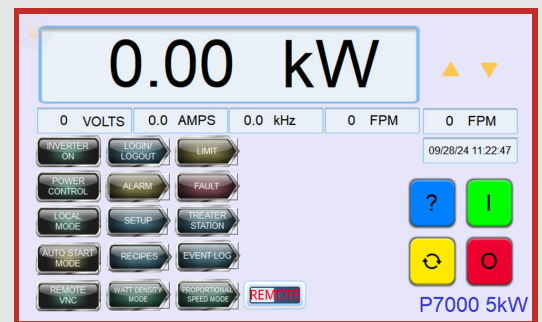 0.00 kW
0 VOLTS 0.0 AMPS 0.0 kHz 0 FPM 0 FPM
09/28/24 11:22:47
INVERTER
ON
LOGIN/
LOGOUT
LIMIT
POWER
CONTROL
ALARM
FAULT
LOCAL
MODE
SETUP
TREATER
STATION
?
I
AUTO START
MODE
RECIPES
EVENT LOG
O
REMOTE
VNC
WATT DENSITY
MODE
PROPORTIONAL
SPEED MODE
REMOTE
P7000 5kW